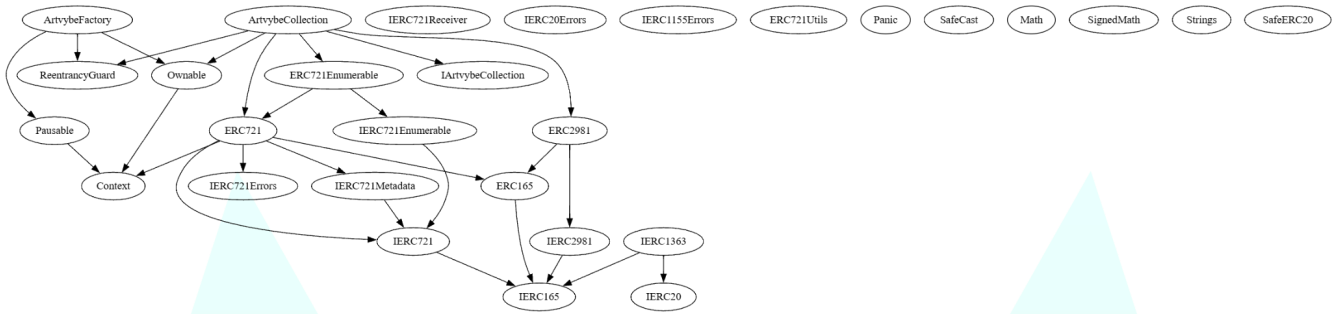 ArtvybeFactory ArtvybeCollection IERC721Receiver IERC20Errors IERC1155Errors ERC721Utils Panic SafeCast Math SignedMath Strings SafeERC20
ReentrancyGuard Ownable ERC721Enumerable IArtvybeCollection
Pausable ERC721 IERC721Enumerable ERC2981
Context IERC721Errors IERC721Metadata ERC165
IERC721 IERC2981 IERC1363
IERC165 IERC20